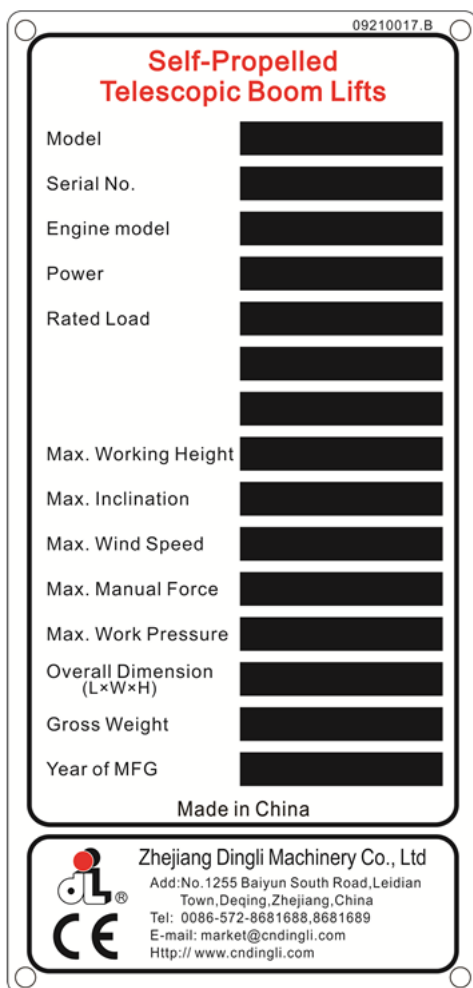 09210017.B
Self-Propelled
Telescopic Boom Lifts
Model
Serial No.
Engine model
Power
Rated Load
Max. Working Height
Max. Inclination
Max. Wind Speed
Max. Manual Force
Max. Work Pressure
Overall Dimension
(L×W×H)
Gross Weight
Year of MFG
Made in China
dL®
CE
Zhejiang Dingli Machinery Co., Ltd
Add:No.1255 Baiyun South Road,Leidian
Town,Deqing,Zhejiang,China
Tel: 0086-572-8681688,8681689
E-mail: market@cndingli.com
Http:// www.cndingli.com